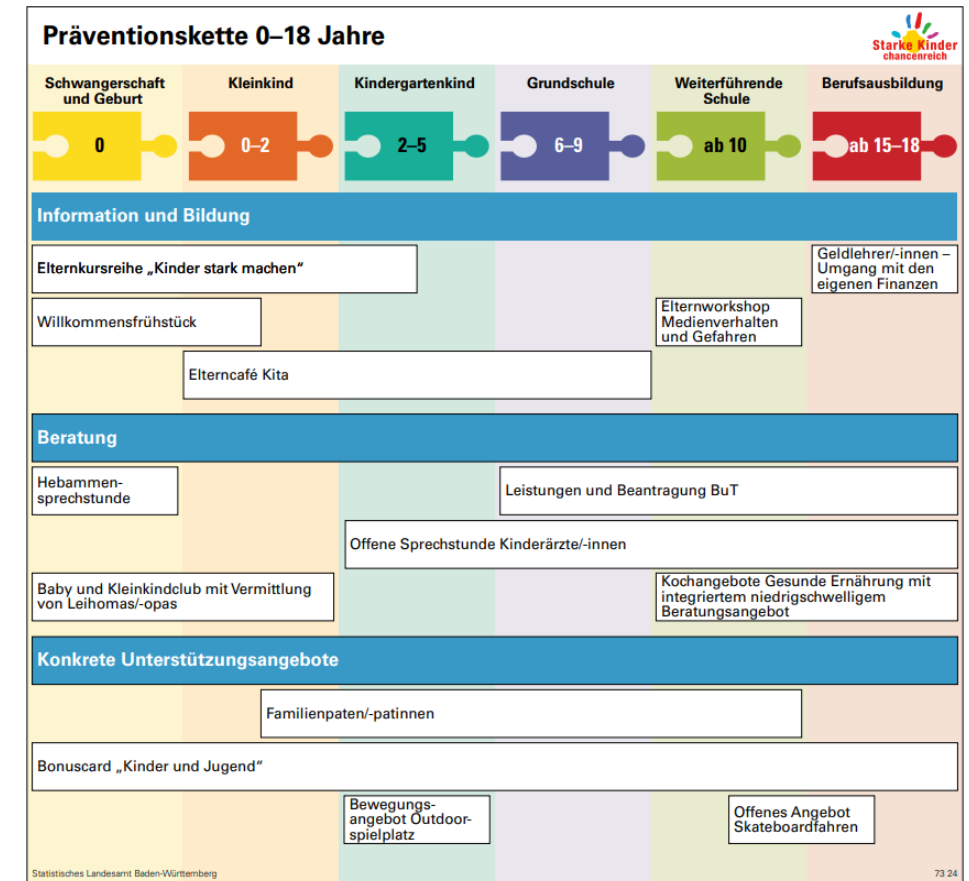 Präventionskette 0–18 Jahre
Starke Kinder
chancenreich
Schwangerschaft
und Geburt
Kleinkind
Kindergartenkind
Grundschule
Weiterführende
Schule
Berufsausbildung
0
0–2
2–5
6–9
ab 10
ab 15–18
Information und Bildung
Elternkursreihe „Kinder stark machen“
Geldlehrer/-innen –
Umgang mit den
eigenen Finanzen
Willkommensfrühstück
Elternworkshop
Medienverhalten
und Gefahren
Elterncafé Kita
Beratung
Hebammen-
sprechstunde
Leistungen und Beantragung BuT
Offene Sprechstunde Kinderärzte/-innen
Baby und Kleinkindclub mit Vermittlung
von Leihomas/-opas
Kochangebote Gesunde Ernährung mit
integriertem niedrigschwelligem
Beratungsangebot
Konkrete Unterstützungsangebote
Familienpaten/-patinnen
Bonuscard „Kinder und Jugend“
Bewegungs-
angebot Outdoor-
spielplatz
Offenes Angebot
Skateboardfahren
Statistisches Landesamt Baden-Württemberg
73 24